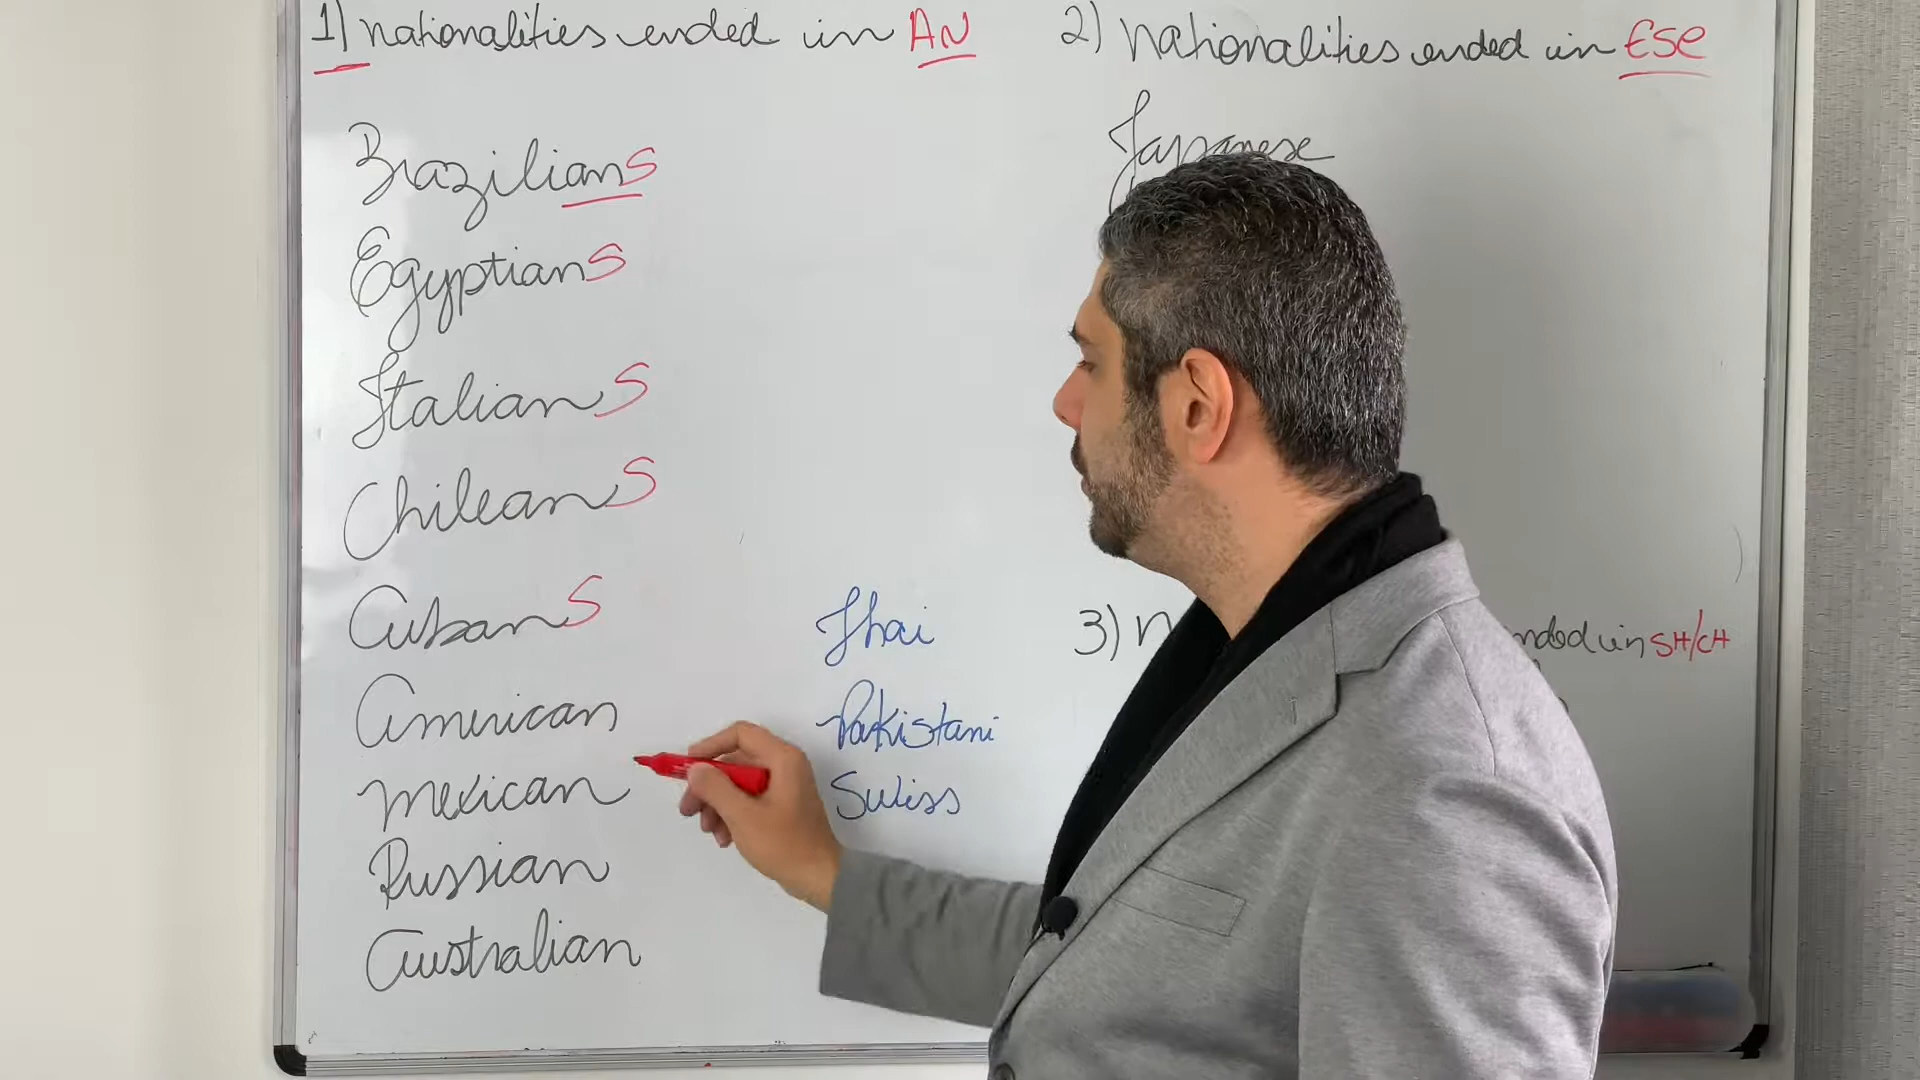 1) nationalities ended in AN
Brazilians
Egyptians
Italians
Chileans
Cubans
American
mexican
Russian
Australian
Thai
Pakistani
Swiss
2) nationalities ended in ESE
Japanese
3) n
ended in SH/CH